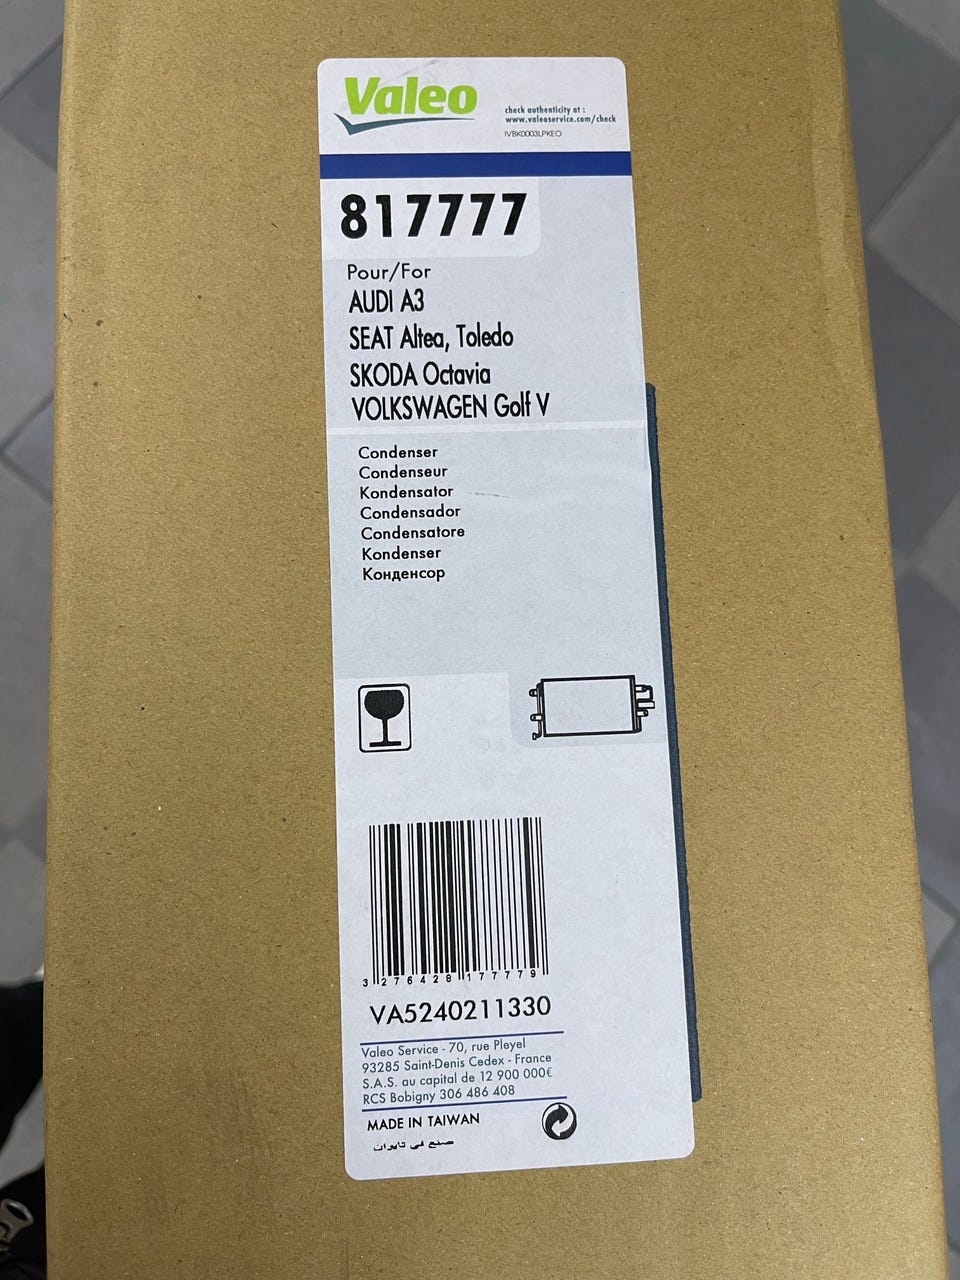 Valeo
check authenticity at :
www.valeoservice.com/check
IVBK0003LPKEO
817777
Pour/For
AUDI A3
SEAT Altea, Toledo
SKODA Octavia
VOLKSWAGEN Golf V
Condenser
Condenseur
Kondensator
Condensador
Condensatore
Kondenser
Конденсор
3 276428 177779
VA5240211330
Valeo Service - 70, rue Pleyel
93285 Saint-Denis Cedex - France
S.A.S. au capital de 12 900 000€
RCS Bobigny 306 486 408
MADE IN TAIWAN
صنع في تايوان